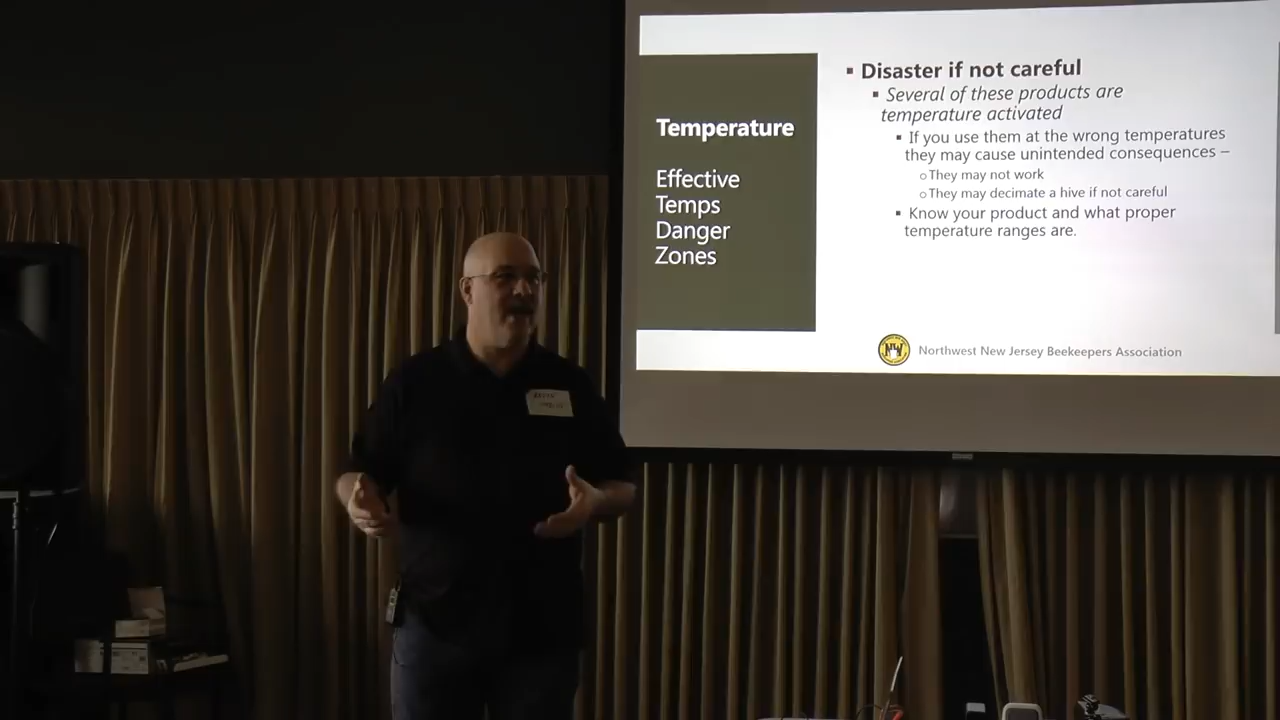 Temperature
Effective
Temps
Danger
Zones
▪ Disaster if not careful
▪ Several of these products are
temperature activated
▪ If you use them at the wrong temperatures
they may cause unintended consequences –
o They may not work
o They may decimate a hive if not careful
▪ Know your product and what proper
temperature ranges are.
NW
Northwest New Jersey Beekeepers Association